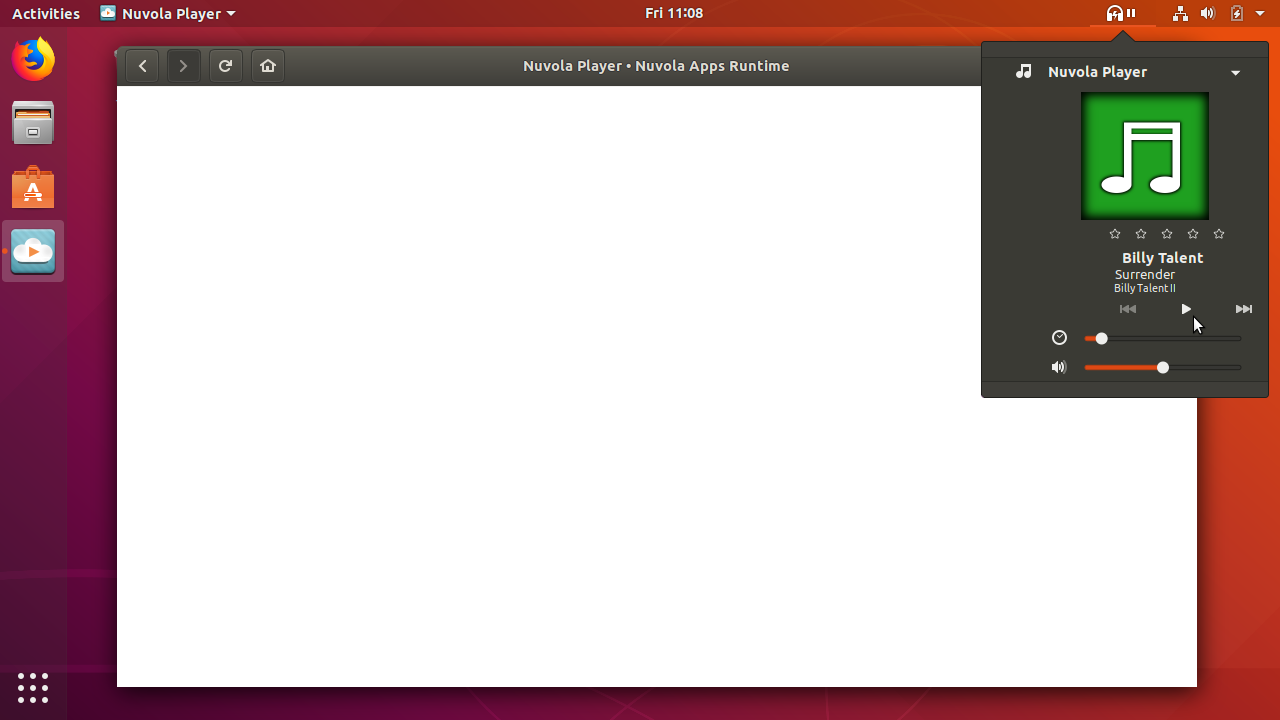 Activities
Nuvola Player
Fri 11:08
Nuvola Player • Nuvola Apps Runtime
Nuvola Player
Billy Talent
Surrender
Billy Talent II